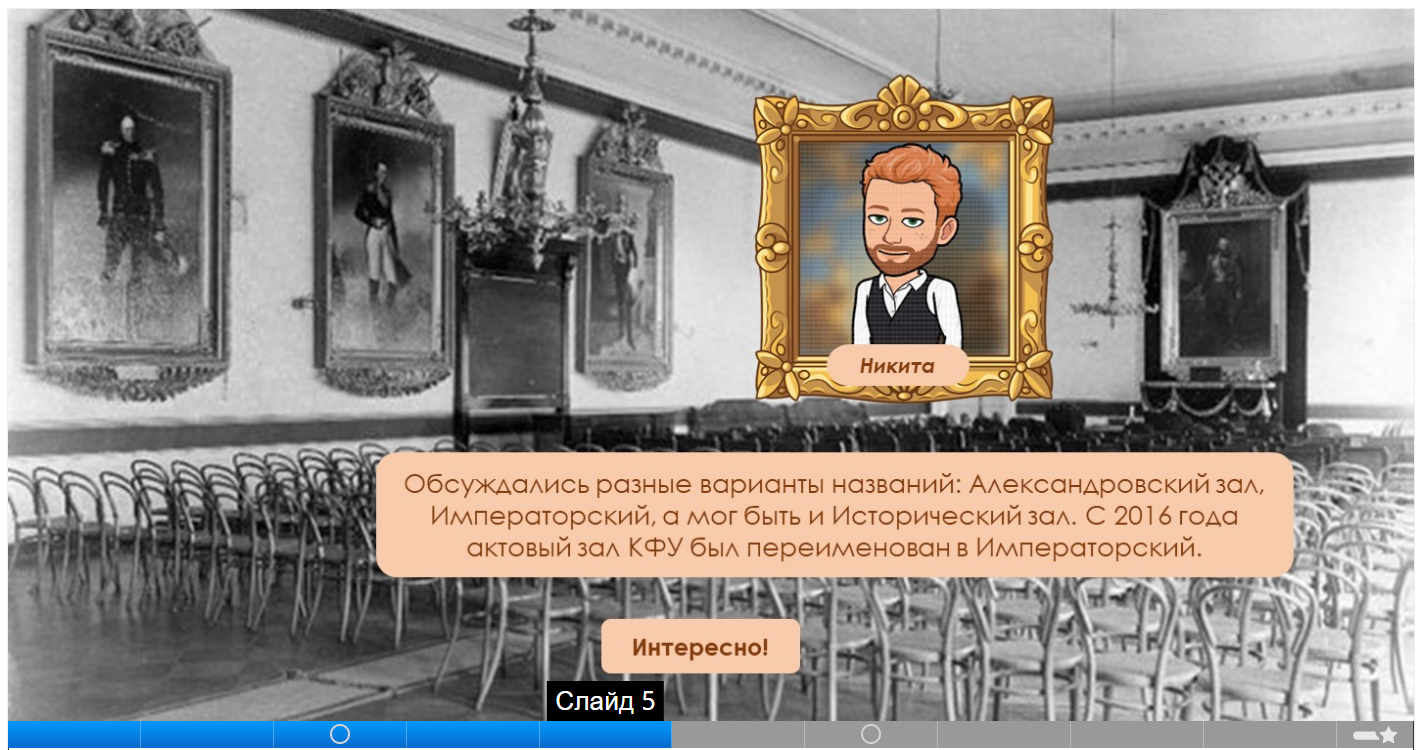 Никита
Обсуждались разные варианты названий: Александровский зал,
Императорский, а мог быть и Исторический зал. С 2016 года
актовый зал КФУ был переименован в Императорский.
Интересно!
Слайд 5